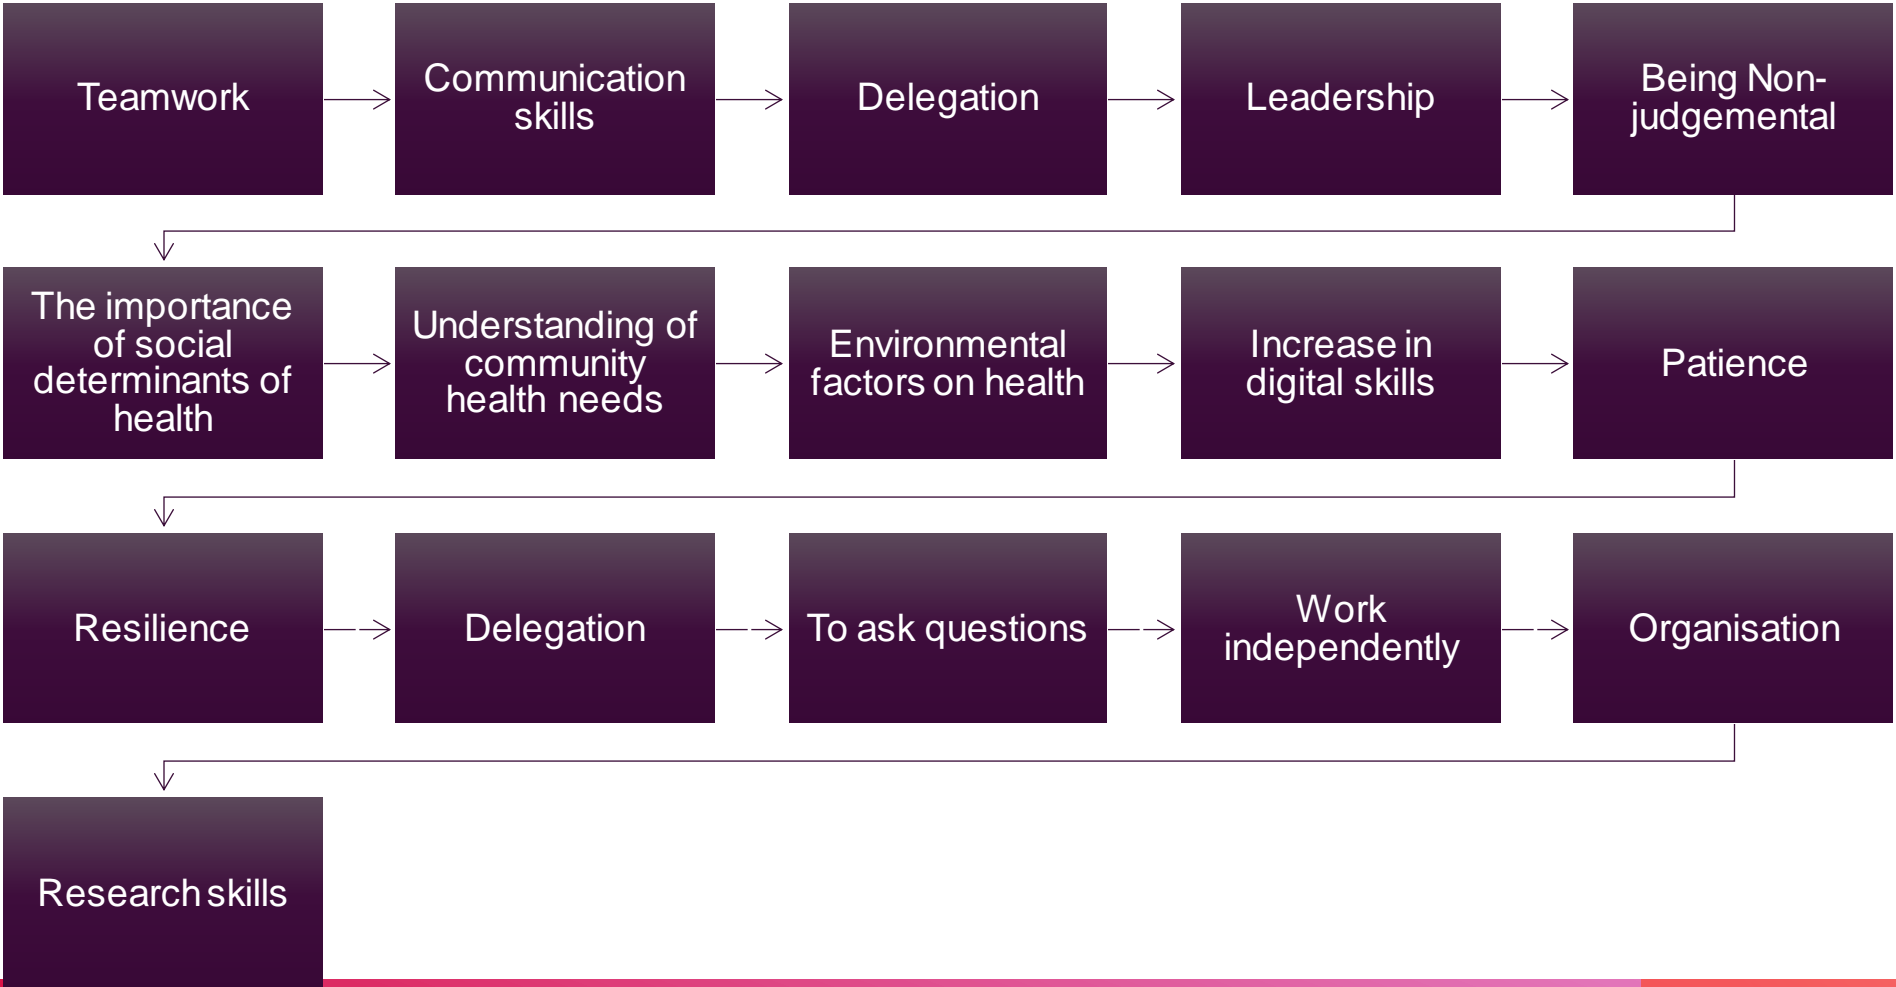 Teamwork
Communication
skills
Delegation
Leadership
Being Non-
judgemental
The importance
of social
determinants of
health
Understanding of
community
health needs
Environmental
factors on health
Increase in
digital skills
Patience
Resilience
Delegation
To ask questions
Work
independently
Organisation
Research skills